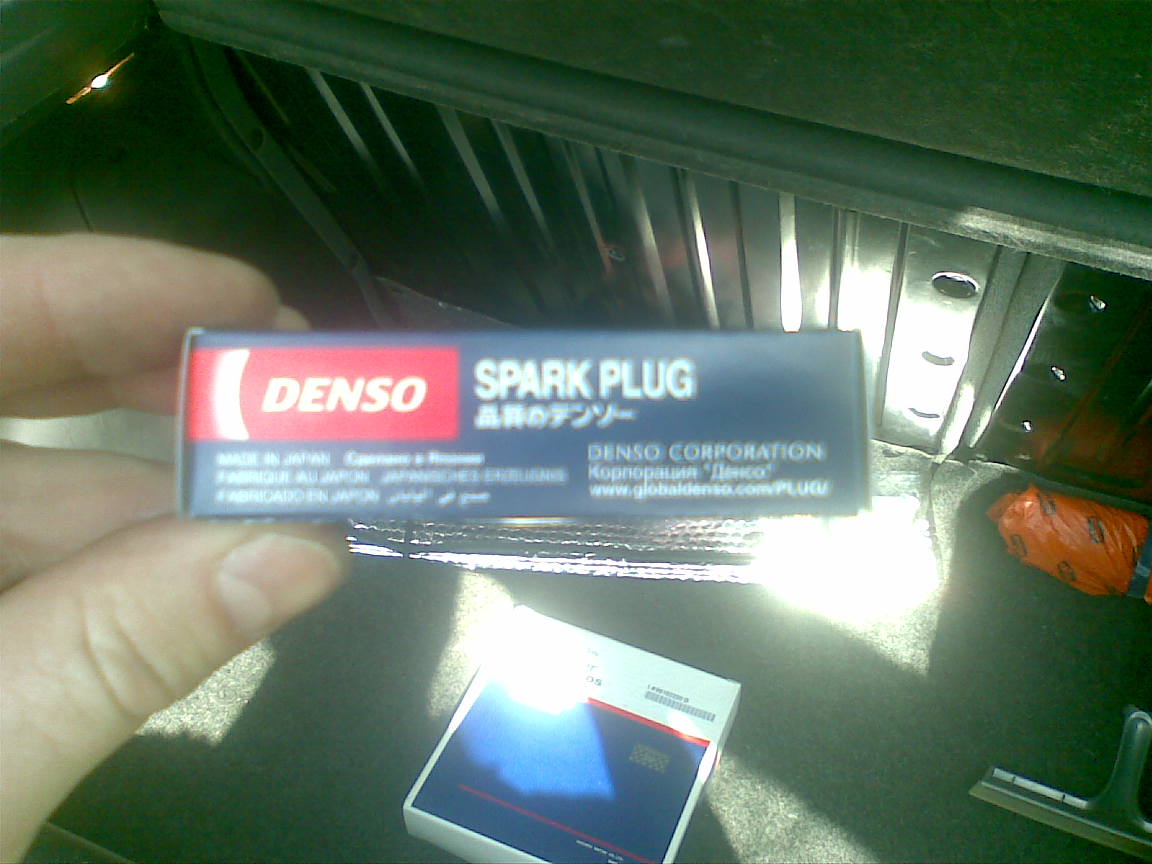 DENSO
SPARK PLUG
品質のデンソー
MADE IN JAPAN Сделано в Японии
FABRIQUE AU JAPON JAPANISCHES ERZEUGNIS
FABRICADO EN JAPON صنع في اليابان
DENSO CORPORATION
Корпорация "Денсо"
www.globaldenso.com/PLUG/